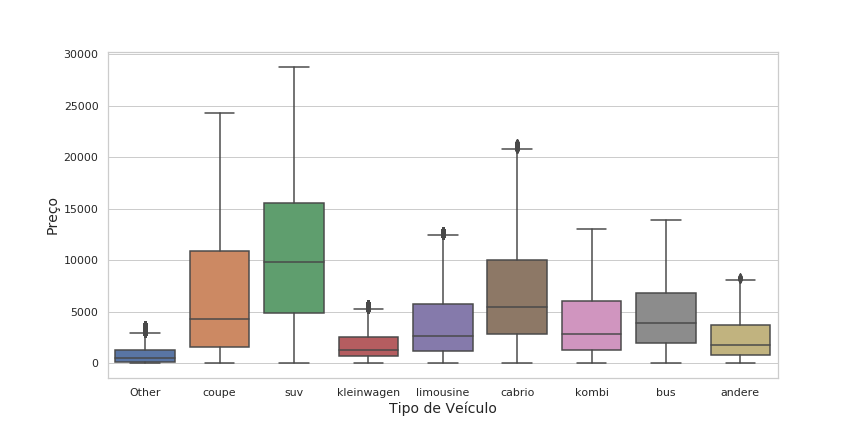 30000
25000
20000
15000
10000
5000
0
Preço
Other coupe suv kleinwagen limousine cabrio kombi bus andere
Tipo de Veículo